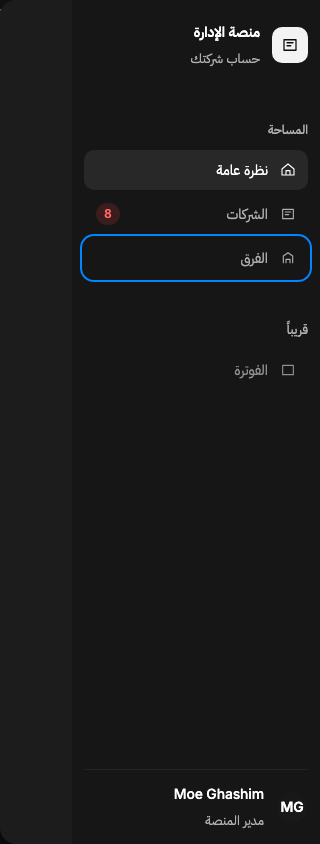 منصة الإدارة
حساب شركتك
المساحة
نظرة عامة
الشركات
8
الفرق
قريباً
الفوترة
MG
Moe Ghashim
مدير المنصة